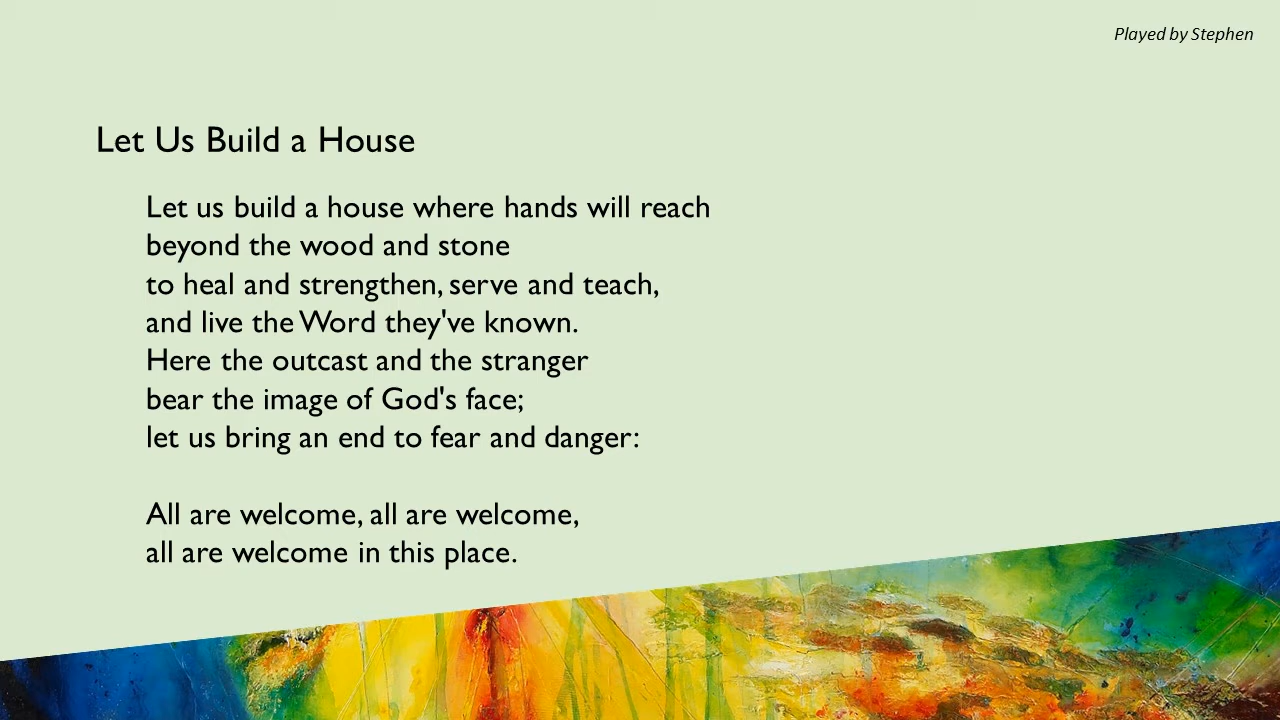 Played by Stephen
Let Us Build a House
Let us build a house where hands will reach
beyond the wood and stone
to heal and strengthen, serve and teach,
and live the Word they've known.
Here the outcast and the stranger
bear the image of God's face;
let us bring an end to fear and danger:
All are welcome, all are welcome,
all are welcome in this place.